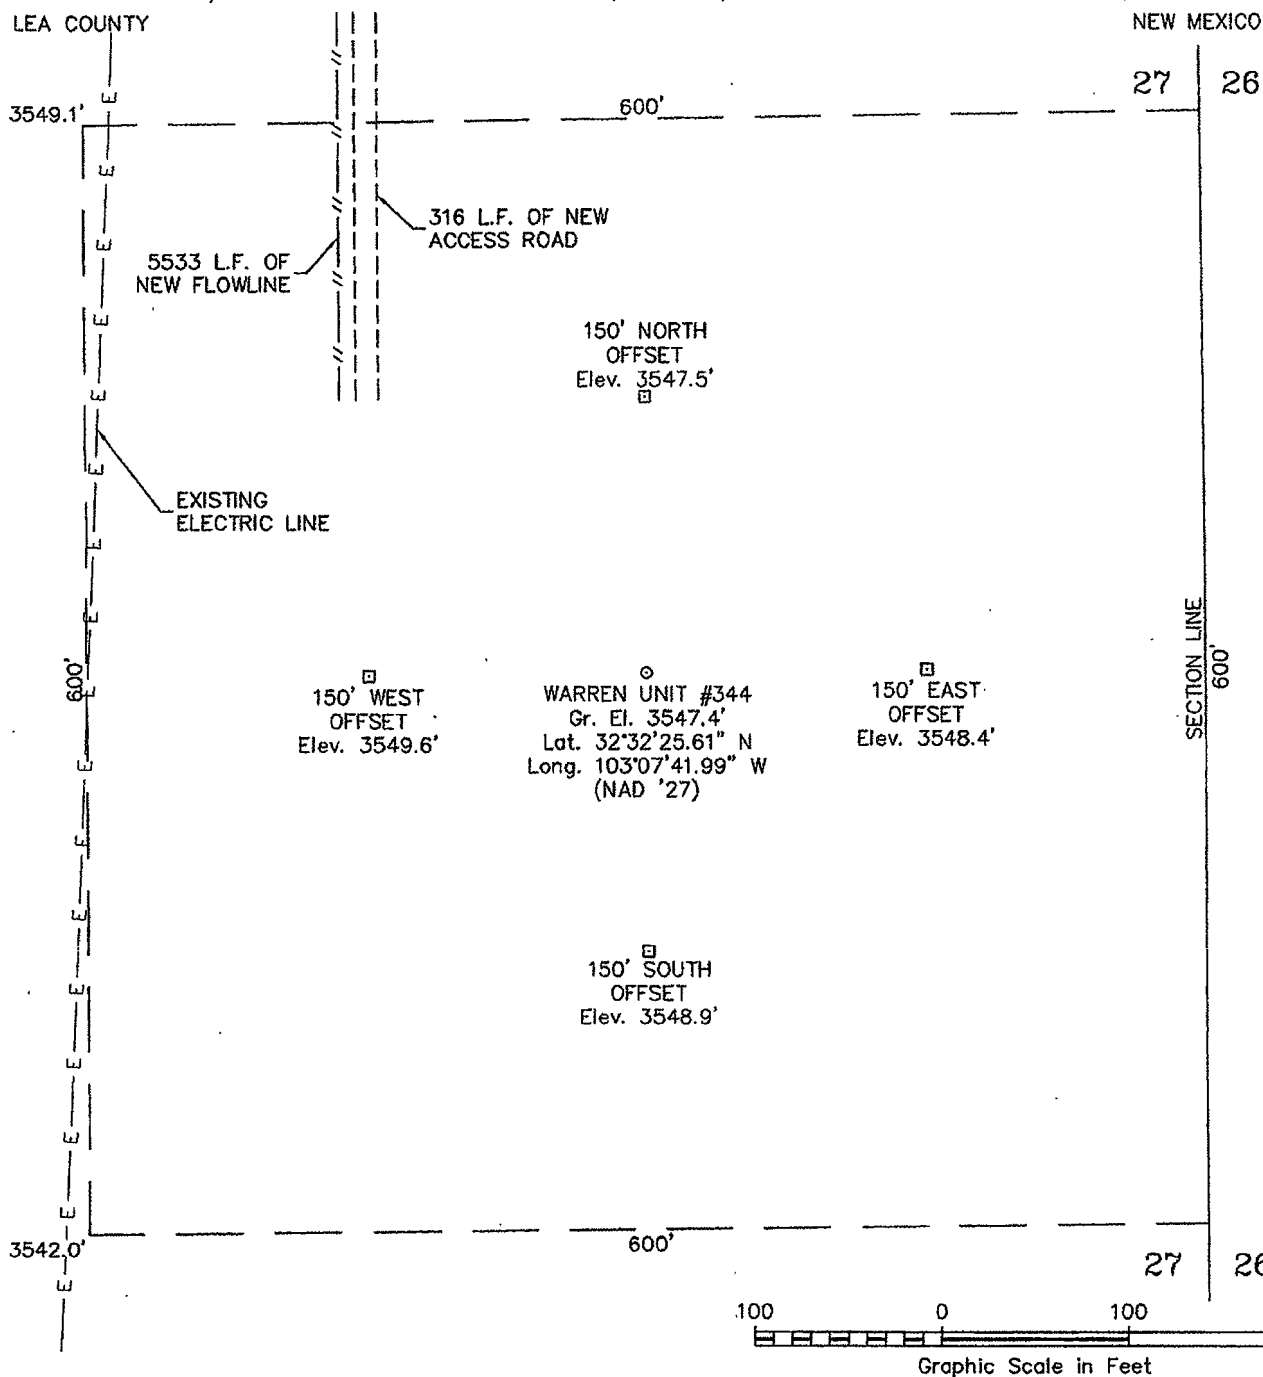 LEA COUNTY
NEW MEXICO
27 26
3549.1'
600'
316 L.F. OF NEW
ACCESS ROAD
5533 L.F. OF
NEW FLOWLINE
150' NORTH
OFFSET
Elev. 3547.5'
EXISTING
ELECTRIC LINE
600'
150' WEST
OFFSET
Elev. 3549.6'
WARREN UNIT #344
Gr. El. 3547.4'
Lat. 32°32'25.61" N
Long. 103°07'41.99" W
(NAD '27)
150' EAST
OFFSET
Elev. 3548.4'
SECTION LINE
600'
150' SOUTH
OFFSET
Elev. 3548.9'
3542.0'
600'
27 26
100 0 100
Graphic Scale in Feet
E E E E E E E E E E E E E E E E E